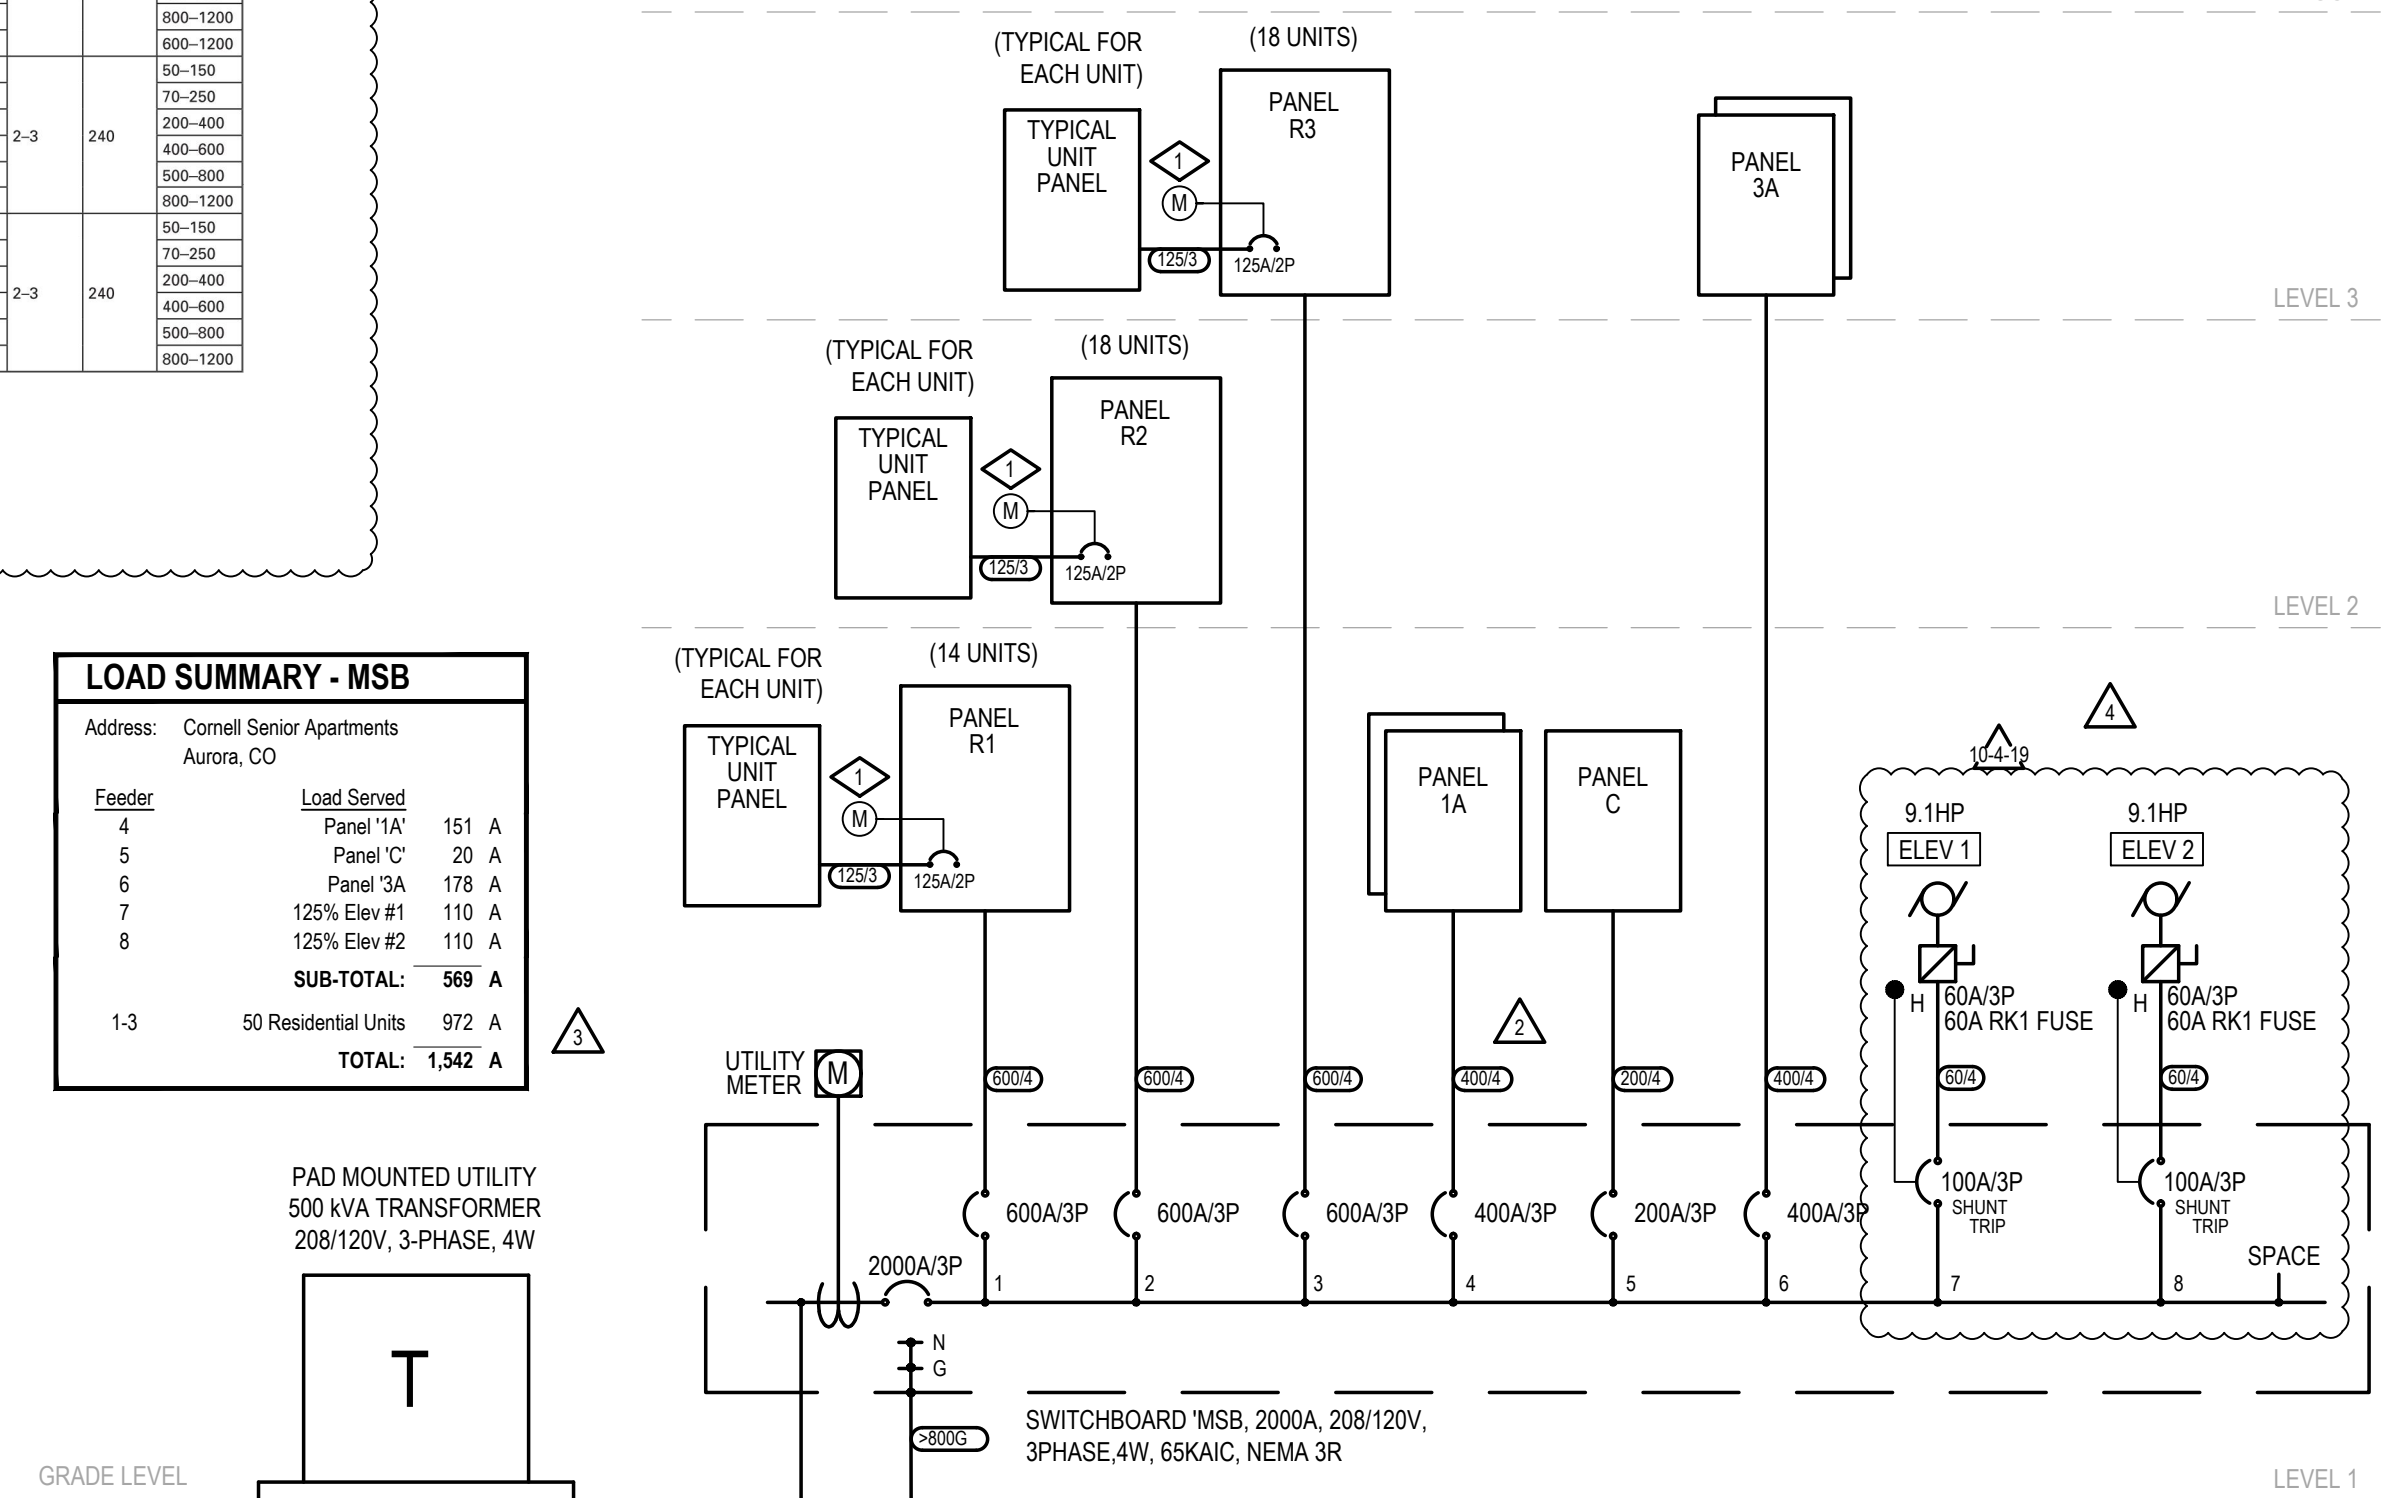 800–1200
600–1200
50–150
70–250
200–400
2–3 240
400–600
500–800
800–1200
50–150
70–250
200–400
2–3 240
400–600
500–800
800–1200
(TYPICAL FOR
EACH UNIT)
(18 UNITS)
TYPICAL
UNIT
PANEL
1
M
PANEL
R3
125/3
125A/2P
PANEL
3A
LEVEL 3
(TYPICAL FOR
EACH UNIT)
(18 UNITS)
TYPICAL
UNIT
PANEL
1
M
PANEL
R2
125/3
125A/2P
LEVEL 2
LOAD SUMMARY - MSB
Address: Cornell Senior Apartments
Aurora, CO
Feeder Load Served
4 Panel '1A' 151 A
5 Panel 'C' 20 A
6 Panel '3A 178 A
7 125% Elev #1 110 A
8 125% Elev #2 110 A
SUB-TOTAL: 569 A
1-3 50 Residential Units 972 A
TOTAL: 1,542 A
3
(TYPICAL FOR
EACH UNIT)
(14 UNITS)
TYPICAL
UNIT
PANEL
1
M
PANEL
R1
125/3
125A/2P
PANEL
1A
PANEL
C
2
4
10-4-19
9.1HP
ELEV 1
H
60A/3P
60A RK1 FUSE
9.1HP
ELEV 2
H
60A/3P
60A RK1 FUSE
UTILITY
METER
M
600/4
600/4
600/4
400/4
200/4
400/4
60/4
60/4
600A/3P
600A/3P
600A/3P
400A/3P
200A/3P
400A/3P
100A/3P
SHUNT
TRIP
100A/3P
SHUNT
TRIP
SPACE
2000A/3P
1
2
3
4
5
6
7
8
N
G
>800G
SWITCHBOARD 'MSB, 2000A, 208/120V,
3PHASE,4W, 65KAIC, NEMA 3R
PAD MOUNTED UTILITY
500 kVA TRANSFORMER
208/120V, 3-PHASE, 4W
T
GRADE LEVEL
LEVEL 1